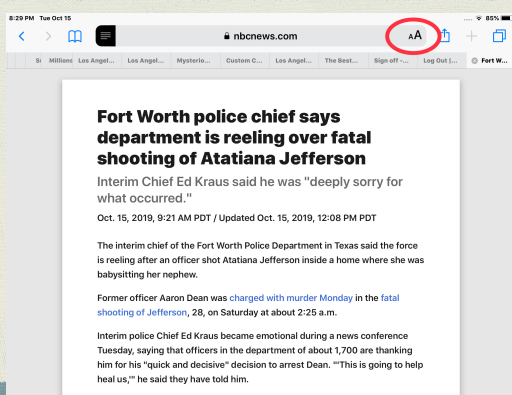 8:29 PM Tue Oct 15 85%
nbcnews.com AA
Si Millions Los Angel... Los Angel... Mysterio... Custom C... Los Angel... The Best... Sign off -... Log Out |... Fort W...
Fort Worth police chief says
department is reeling over fatal
shooting of Atatiana Jefferson
Interim Chief Ed Kraus said he was "deeply sorry for
what occurred."
Oct. 15, 2019, 9:21 AM PDT / Updated Oct. 15, 2019, 12:08 PM PDT
The interim chief of the Fort Worth Police Department in Texas said the force
is reeling after an officer shot Atatiana Jefferson inside a home where she was
babysitting her nephew.
Former officer Aaron Dean was charged with murder Monday in the fatal
shooting of Jefferson, 28, on Saturday at about 2:25 a.m.
Interim police Chief Ed Kraus became emotional during a news conference
Tuesday, saying that officers in the department of about 1,700 are thanking
him for his "quick and decisive" decision to arrest Dean. "'This is going to help
heal us,'" he said they have told him.